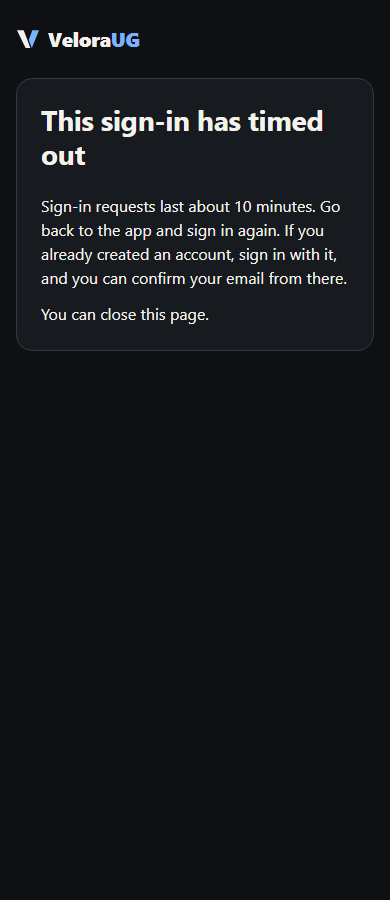 VeloraUG
This sign-in has timed
out
Sign-in requests last about 10 minutes. Go
back to the app and sign in again. If you
already created an account, sign in with it,
and you can confirm your email from there.
You can close this page.